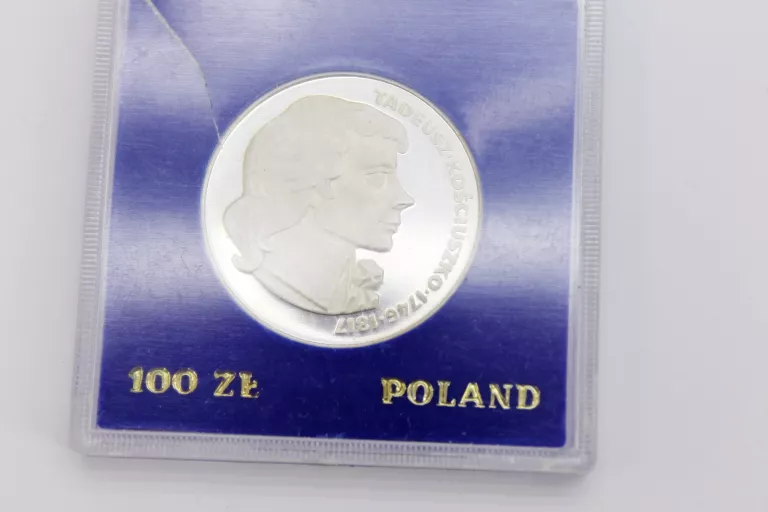 TADEUSZ·KOŚCIUSZKO·1746·1817
100 ZŁ
POLAND